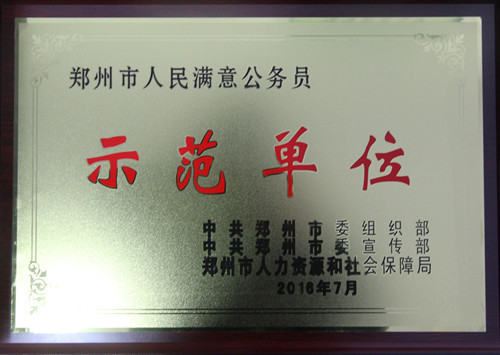 郑州市人民满意公务员
示范单位
中共郑州市委组织部
中共郑州市委宣传部
郑州市人力资源和社会保障局
2016年7月